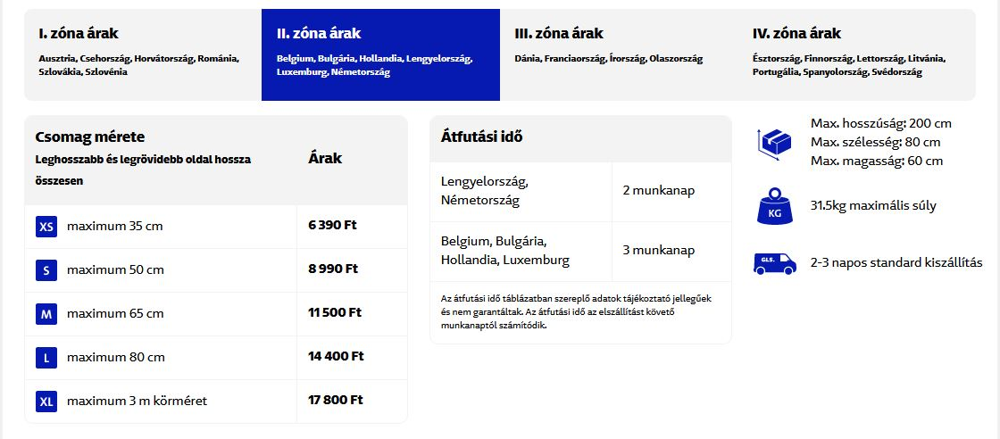 I. zóna árak
Ausztria, Csehország, Horvátország, Románia,
Szlovákia, Szlovénia
II. zóna árak
Belgium, Bulgária, Hollandia, Lengyelország,
Luxemburg, Németország
III. zóna árak
Dánia, Franciaország, Írország, Olaszország
IV. zóna árak
Észtország, Finnország, Lettország, Litvánia,
Portugália, Spanyolország, Svédország
Csomag mérete
Leghosszabb és legrövidebb oldal hossza
összesen
Árak
XS maximum 35 cm 6 390 Ft
S maximum 50 cm 8 990 Ft
M maximum 65 cm 11 500 Ft
L maximum 80 cm 14 400 Ft
XL maximum 3 m körméret 17 800 Ft
Átfutási idő
Lengyelország,
Németország
2 munkanap
Belgium, Bulgária,
Hollandia, Luxemburg
3 munkanap
Az átfutási idő táblázatban szereplő adatok tájékoztató jellegűek
és nem garantáltak. Az átfutási idő az elszállítást követő
munkanaptól számítódik.
Max. hosszúság: 200 cm
Max. szélesség: 80 cm
Max. magasság: 60 cm
KG
31.5kg maximális súly
GLS.
2-3 napos standard kiszállítás